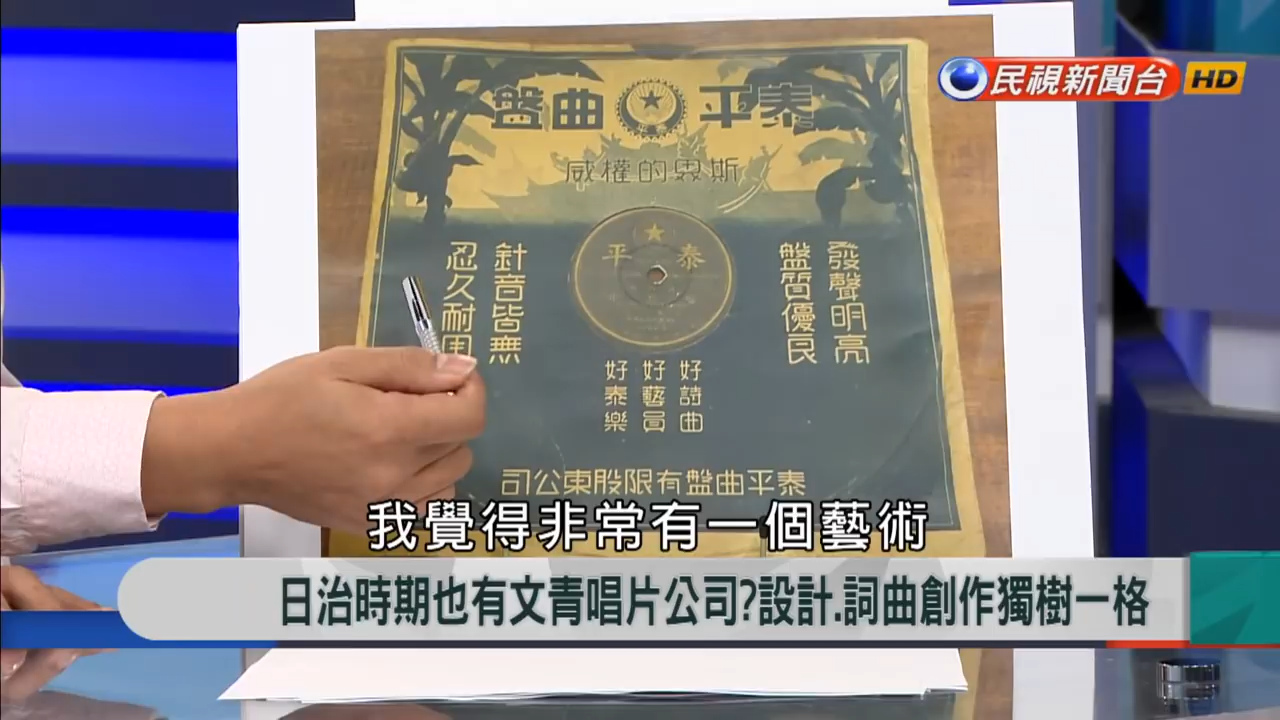 民視新聞台 HD
泰平曲盤
斯界的權威
泰平
發聲明亮
盤質優良
針音皆無
忍久耐用
好詩曲
好藝員
好泰樂
泰平曲盤有限股東公司
我覺得非常有一個藝術
日治時期也有文青唱片公司?設計.詞曲創作獨樹一格